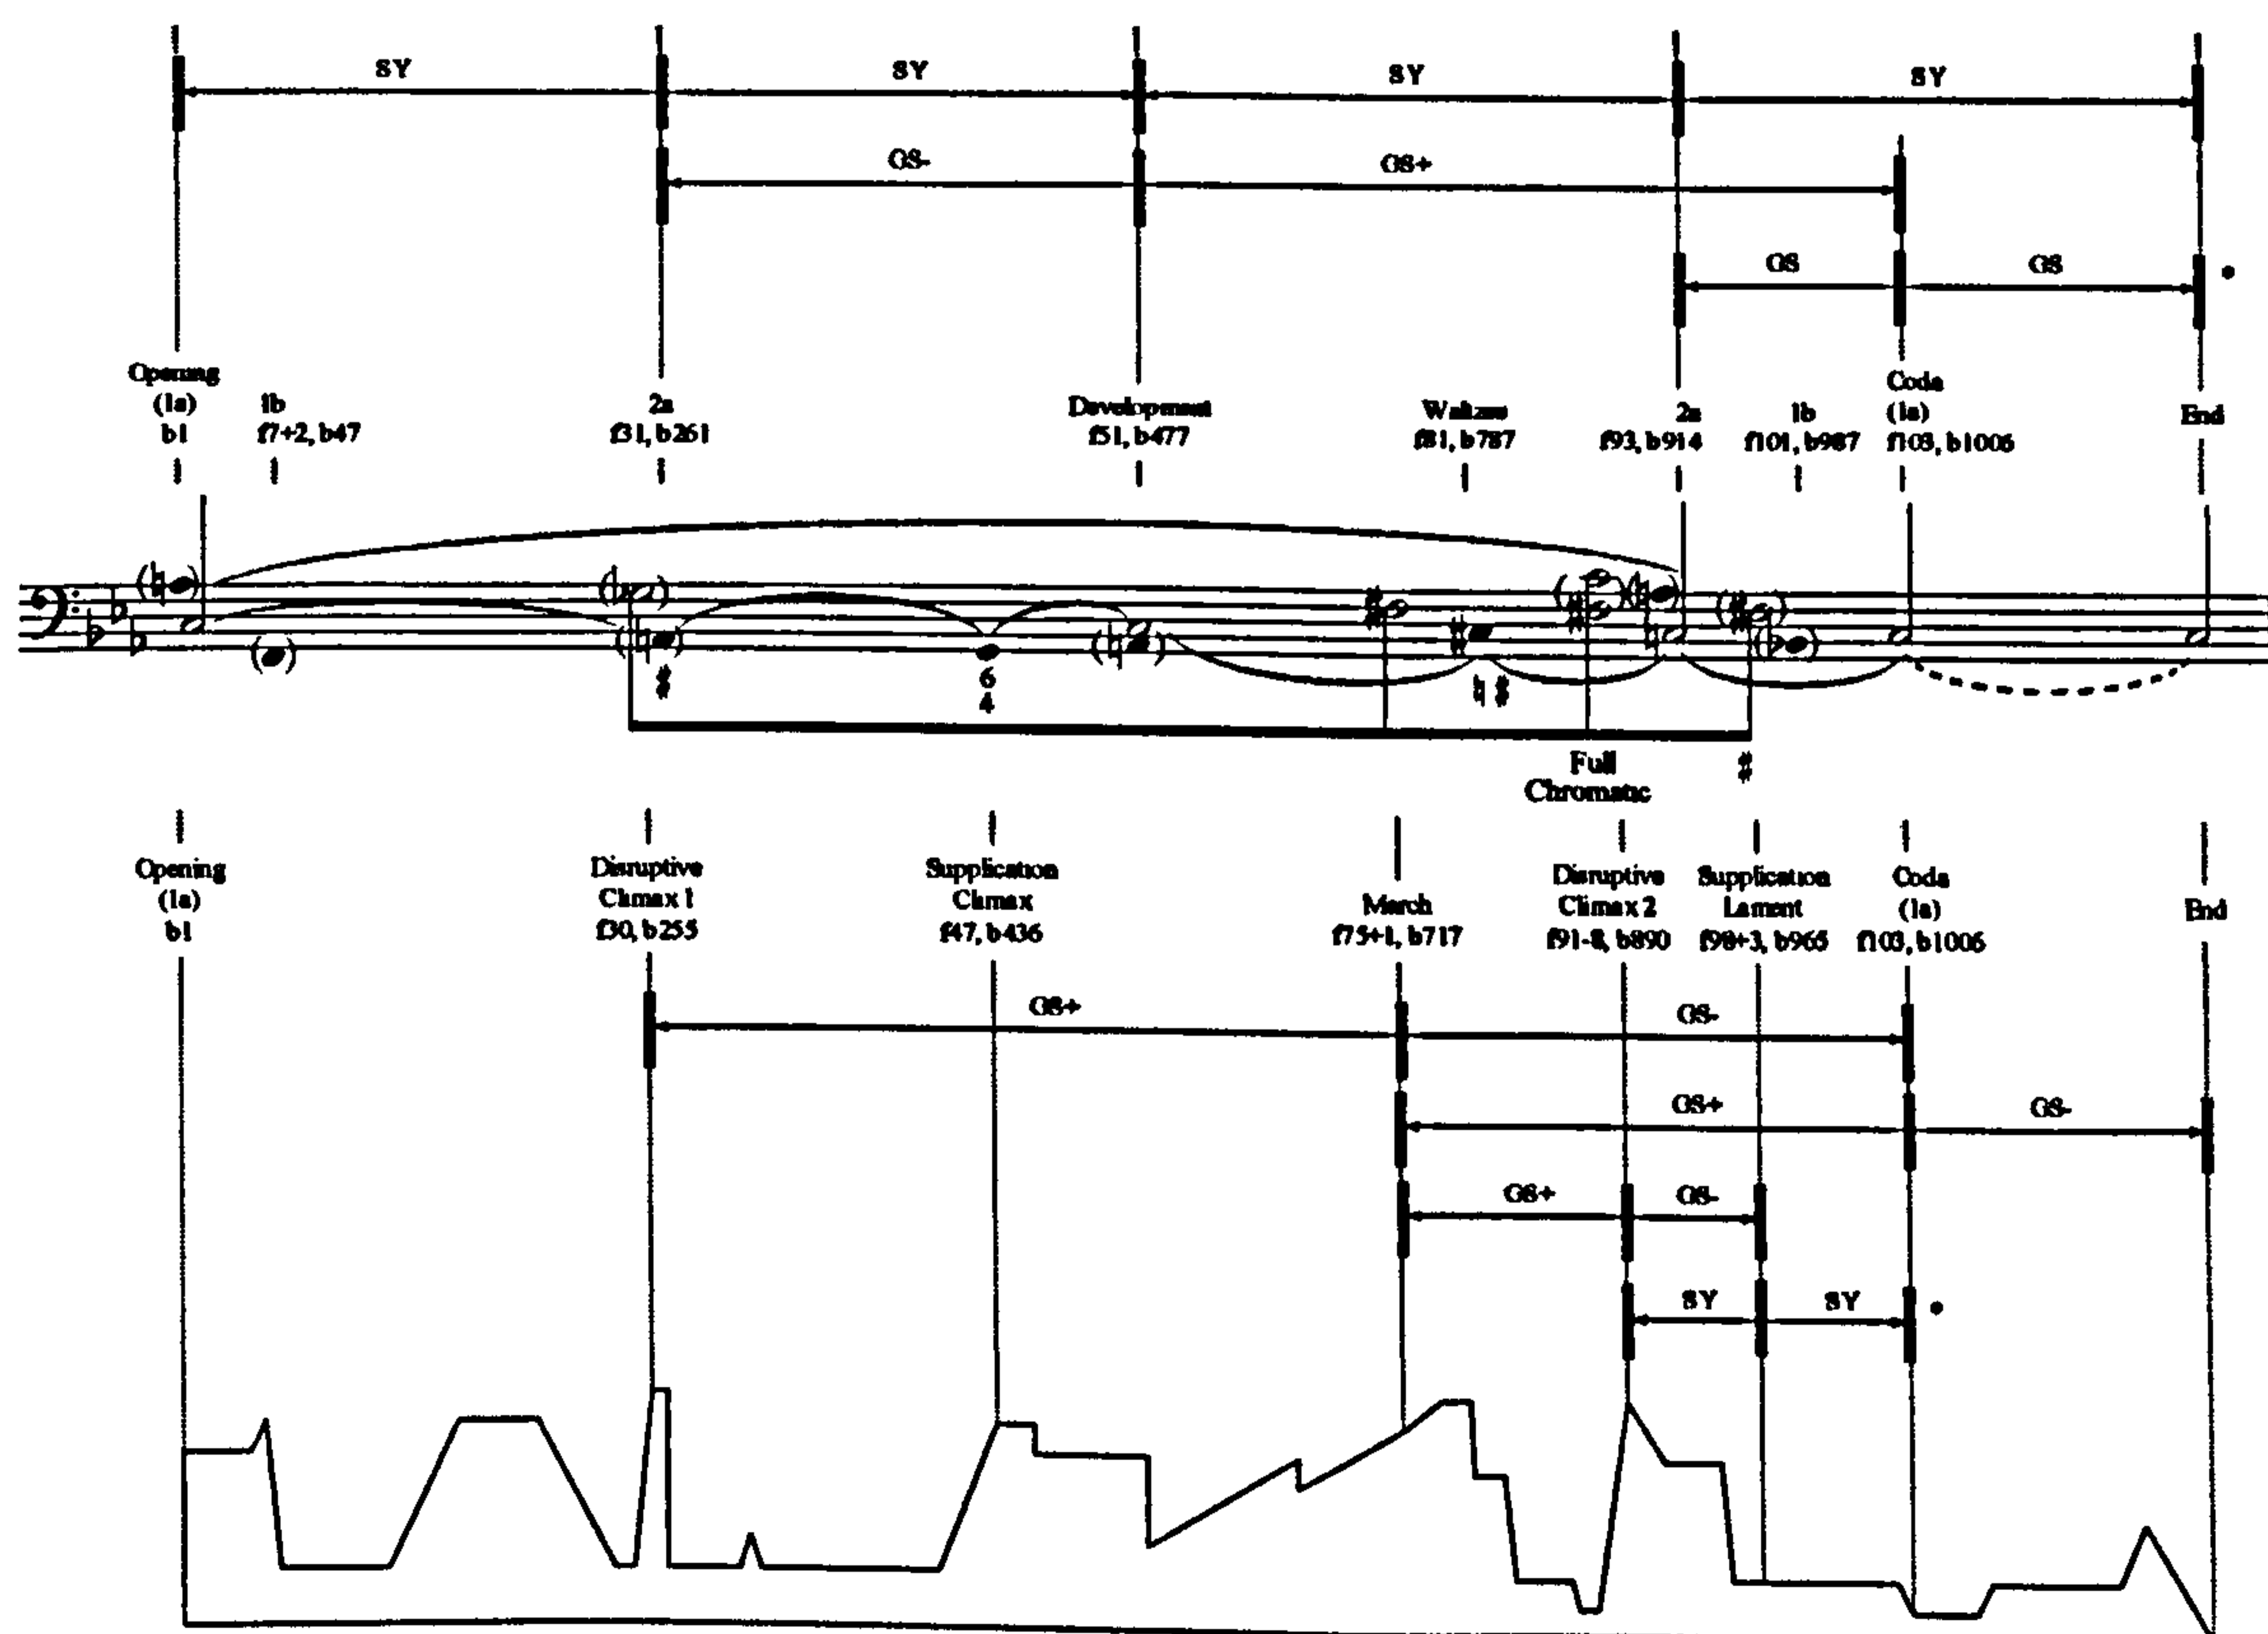 SY SY SY SY
GS- GS+
GS GS *
Opening
(1a)
b1
1b
f7+2, b47
2a
f31, b261
Development
f51, b477
Waltzes
f81, b787
2a
f93, b914
1b
f101, b987
Coda
(1a)
f103, b1006
End
6
4
Full
Chromatic
Opening
(1a)
b1
Disruptive
Climax 1
f30, b255
Supplication
Climax
f47, b436
March
f75+1, b717
Disruptive
Climax 2
f91-8, b890
Supplication
Lament
f98+3, b965
Coda
(1a)
f103, b1006
End
GS+ GS-
GS+ GS-
GS+ GS-
SY SY *